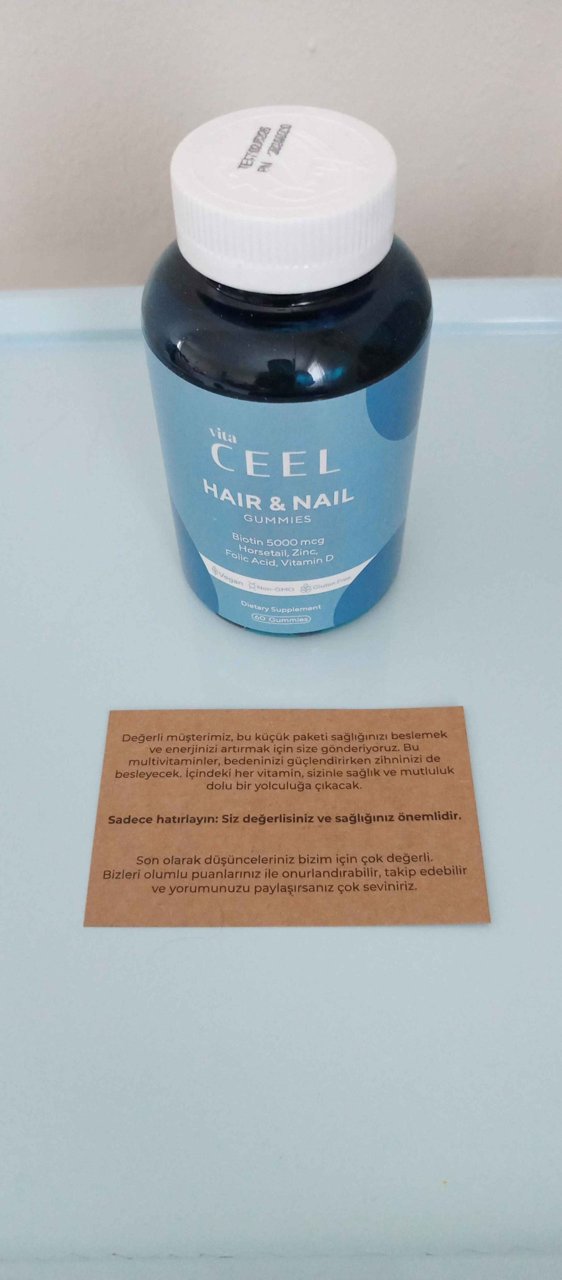 vita
CEEL
HAIR & NAIL
GUMMIES
Biotin 5000 mcg
Horsetail, Zinc,
Folic Acid, Vitamin D
Vegan Non-GMO Gluten Free
Dietary Supplement
60 Gummies
Değerli müşterimiz, bu küçük paketi sağlığınızı beslemek
ve enerjinizi artırmak için size gönderiyoruz. Bu
multivitaminler, bedeninizi güçlendirirken zihninizi de
besleyecek. İçindeki her vitamin, sizinle sağlık ve mutluluk
dolu bir yolculuğa çıkacak.
Sadece hatırlayın: Siz değerlisiniz ve sağlığınız önemlidir.
Son olarak düşünceleriniz bizim için çok değerli.
Bizleri olumlu puanlarınız ile onurlandırabilir, takip edebilir
ve yorumunuzu paylaşırsanız çok seviniriz.